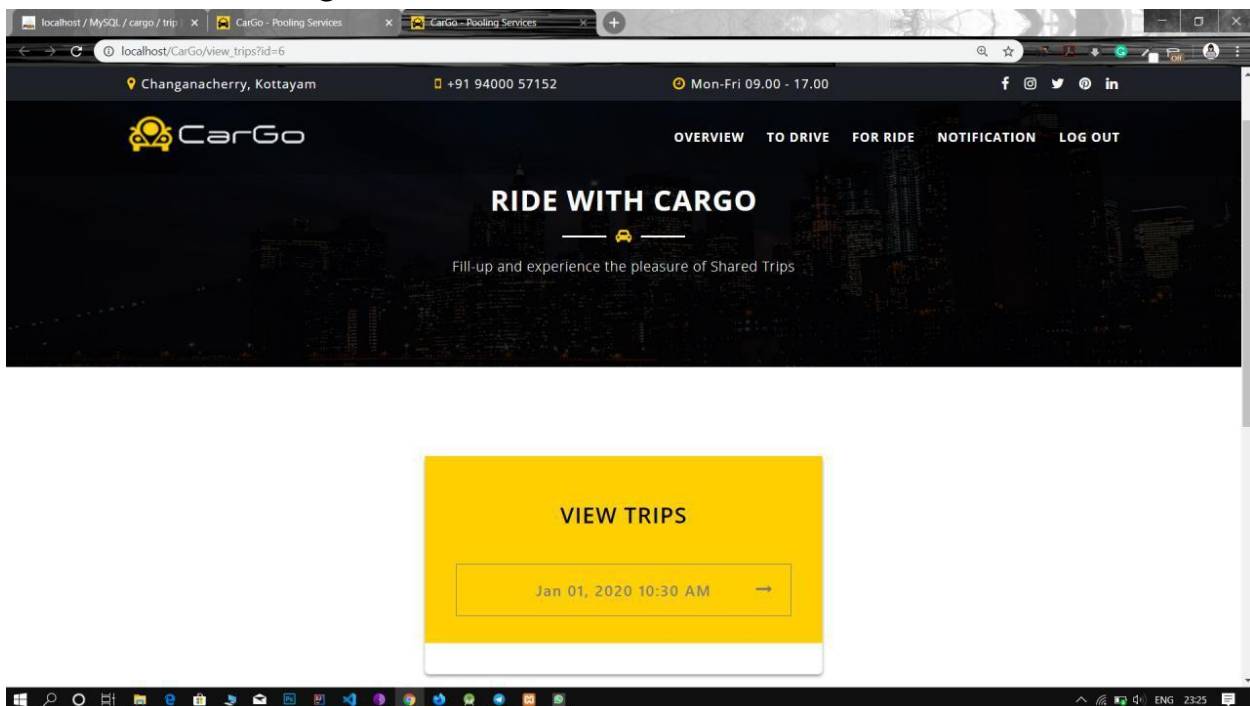 localhost / MySQL / cargo / trip
CarGo - Pooling Services
CarGo - Pooling Services
localhost/CarGo/view_trips?id=6
Off
Changanacherry, Kottayam
+91 94000 57152
Mon-Fri 09.00 - 17.00
CarGo
OVERVIEW TO DRIVE FOR RIDE NOTIFICATION LOG OUT
RIDE WITH CARGO
Fill-up and experience the pleasure of Shared Trips
VIEW TRIPS
Jan 01, 2020 10:30 AM
ENG 23:25